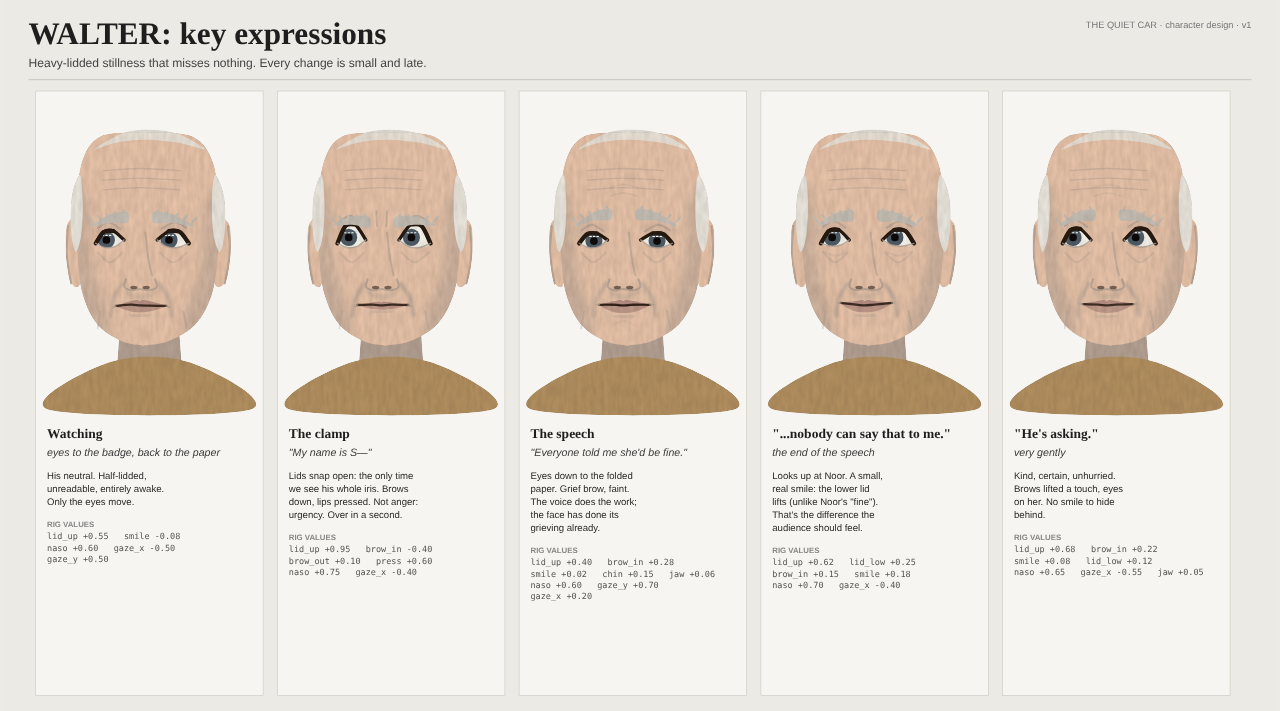 WALTER: key expressions
THE QUIET CAR · character design · v1
Heavy-lidded stillness that misses nothing. Every change is small and late.
Watching
eyes to the badge, back to the paper
His neutral. Half-lidded,
unreadable, entirely awake.
Only the eyes move.
RIG VALUES
lid_up +0.55 smile -0.08
naso +0.60 gaze_x -0.50
gaze_y +0.50
The clamp
"My name is S—"
Lids snap open: the only time
we see his whole iris. Brows
down, lips pressed. Not anger:
urgency. Over in a second.
RIG VALUES
lid_up +0.95 brow_in -0.40
brow_out +0.10 press +0.60
naso +0.75 gaze_x -0.40
The speech
"Everyone told me she'd be fine."
Eyes down to the folded
paper. Grief brow, faint.
The voice does the work;
the face has done its
grieving already.
RIG VALUES
lid_up +0.40 brow_in +0.28
smile +0.02 chin +0.15 jaw +0.06
naso +0.60 gaze_y +0.70
gaze_x +0.20
"...nobody can say that to me."
the end of the speech
Looks up at Noor. A small,
real smile: the lower lid
lifts (unlike Noor's "fine").
That's the difference the
audience should feel.
RIG VALUES
lid_up +0.62 lid_low +0.25
brow_in +0.15 smile +0.18
naso +0.70 gaze_x -0.40
"He's asking."
very gently
Kind, certain, unhurried.
Brows lifted a touch, eyes
on her. No smile to hide
behind.
RIG VALUES
lid_up +0.68 brow_in +0.22
smile +0.08 lid_low +0.12
naso +0.65 gaze_x -0.55 jaw +0.05